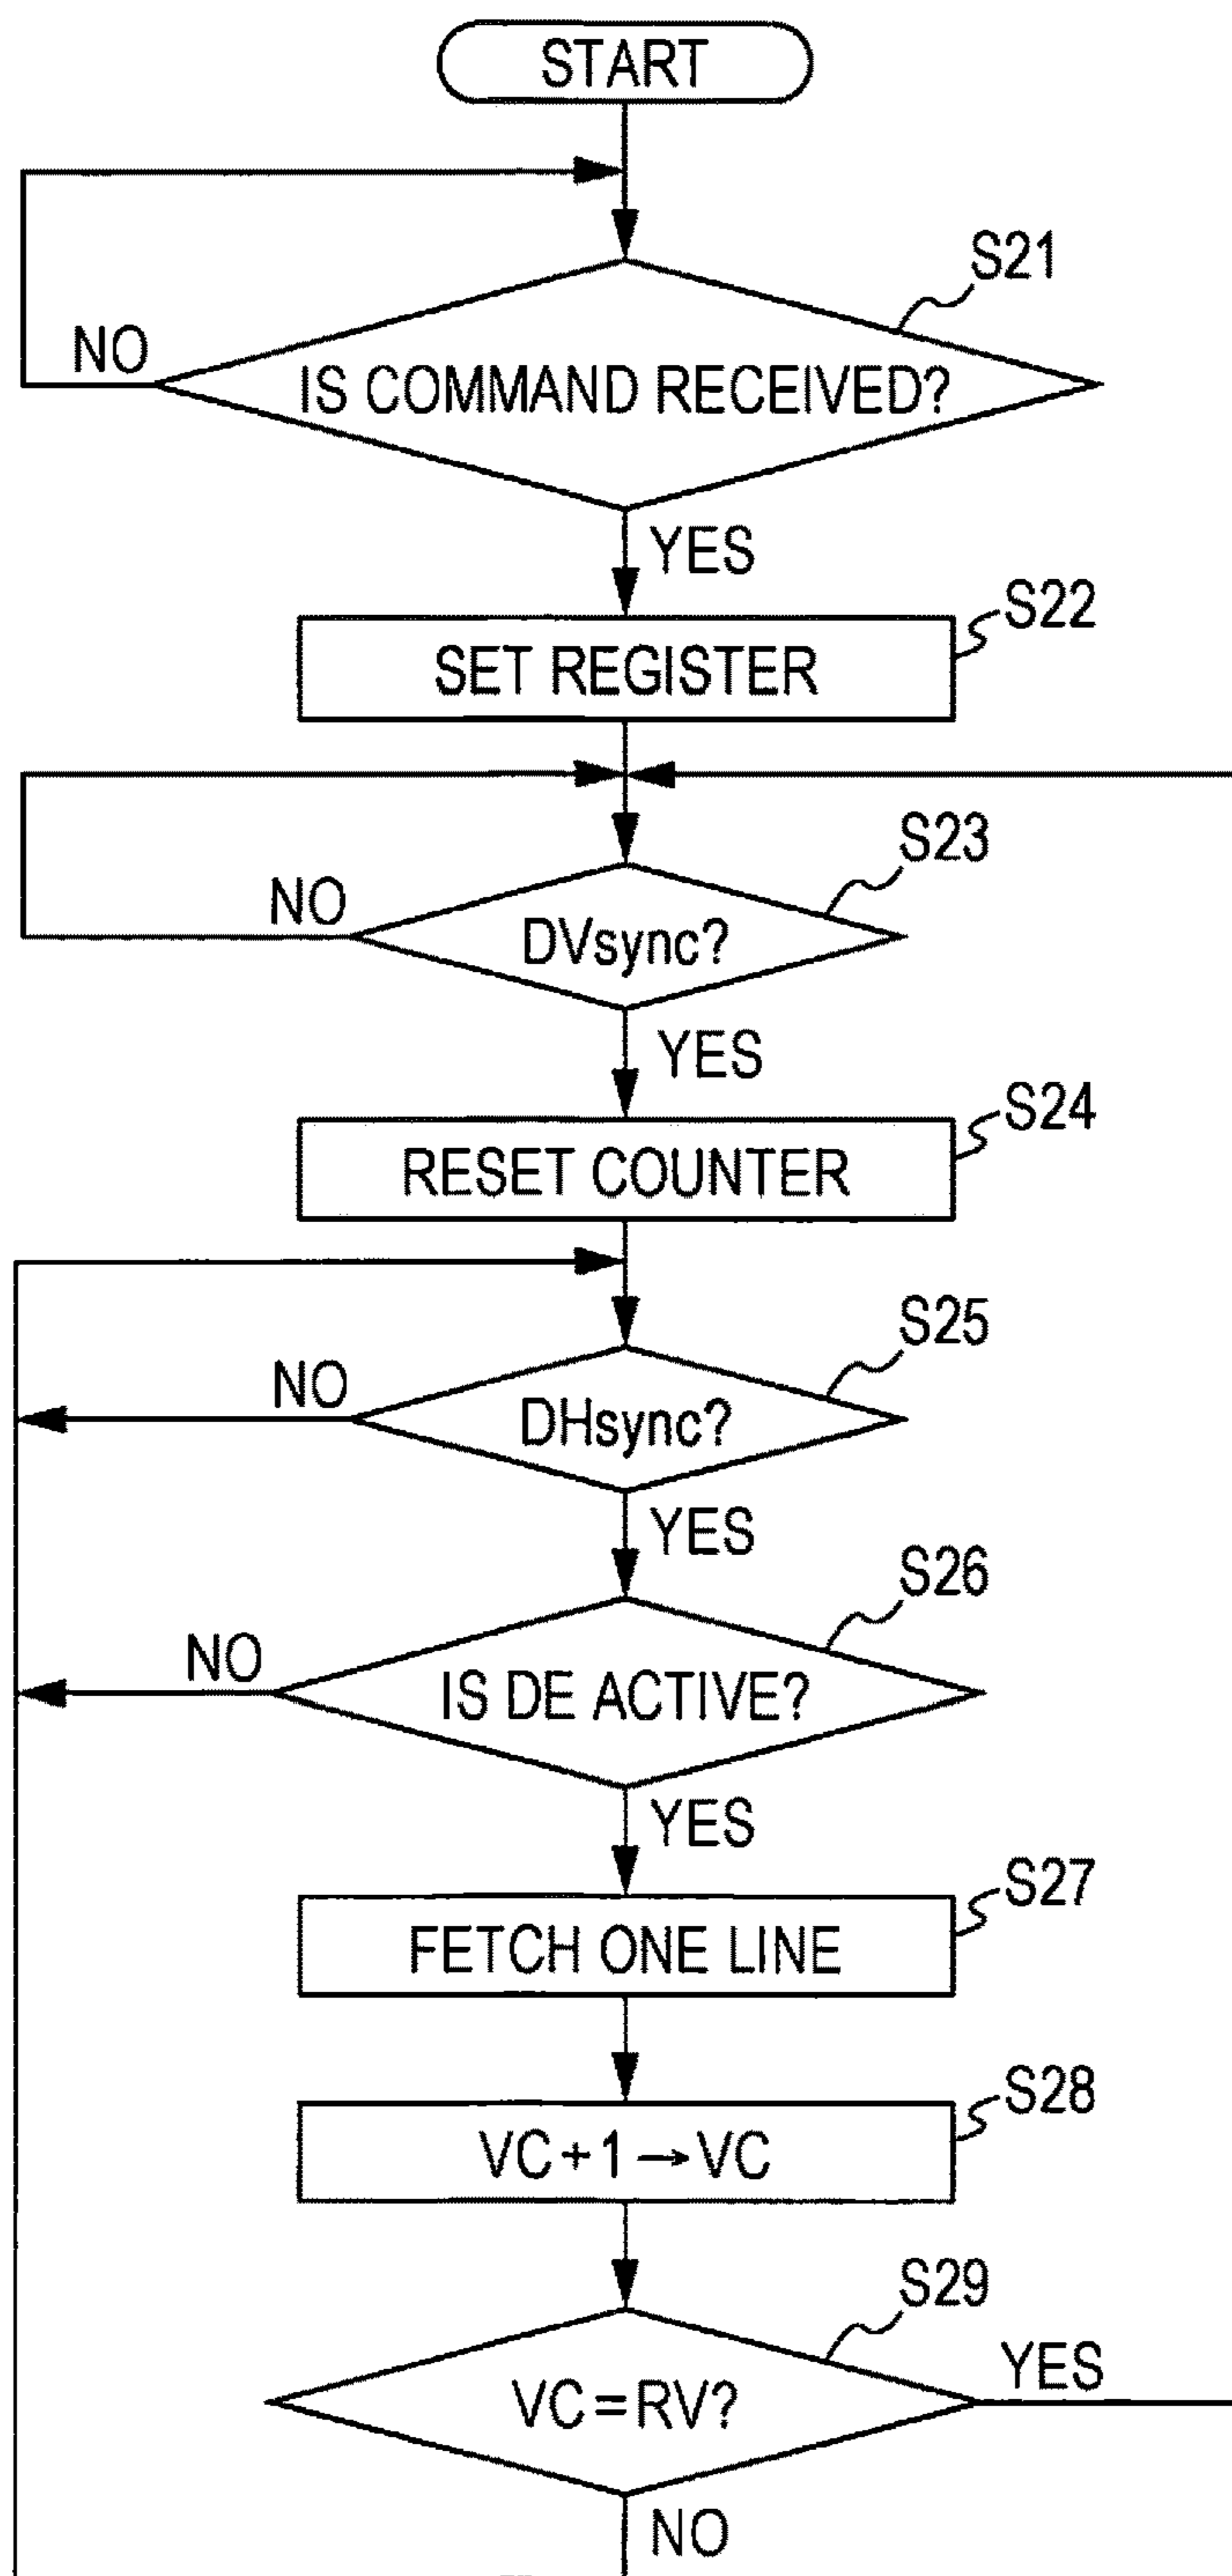 START
S21
NO
IS COMMAND RECEIVED?
YES
S22
SET REGISTER
S23
NO
DVsync?
YES
S24
RESET COUNTER
S25
NO
DHsync?
YES
S26
NO
IS DE ACTIVE?
YES
S27
FETCH ONE LINE
S28
VC+1→VC
S29
YES
VC=RV?
NO